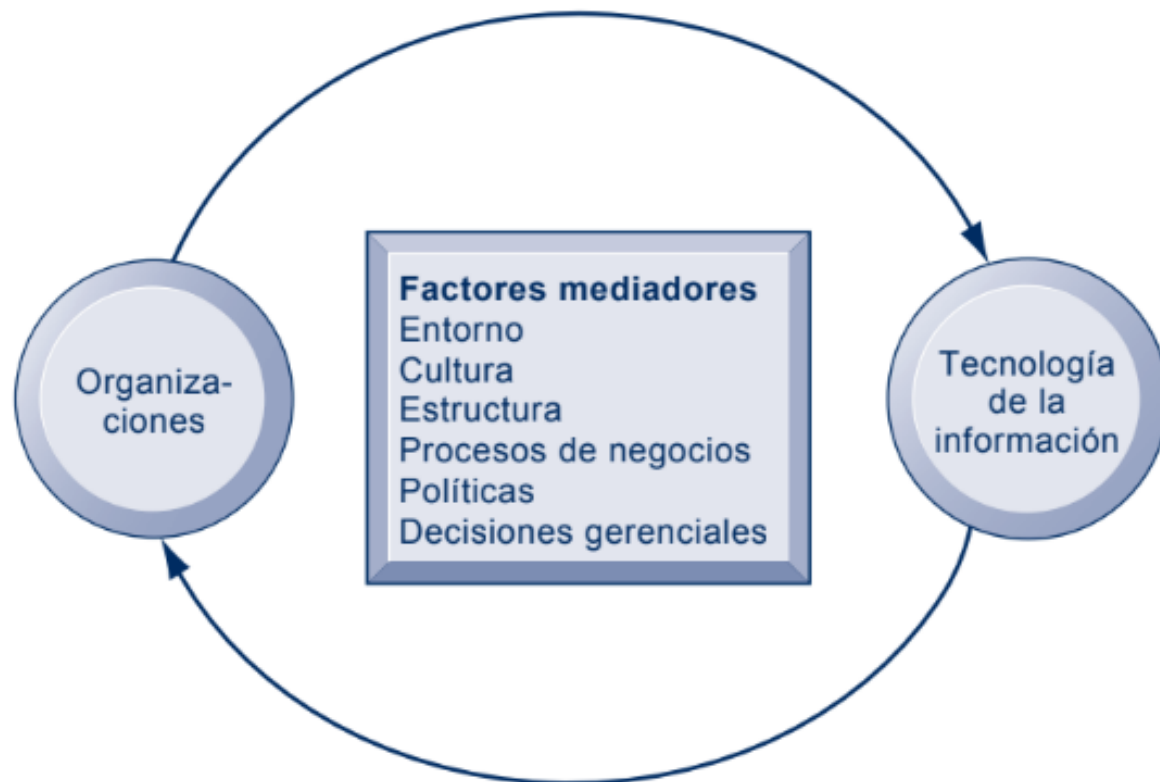 Organiza-
ciones
Factores mediadores
Entorno
Cultura
Estructura
Procesos de negocios
Políticas
Decisiones gerenciales
Tecnología
de la
información